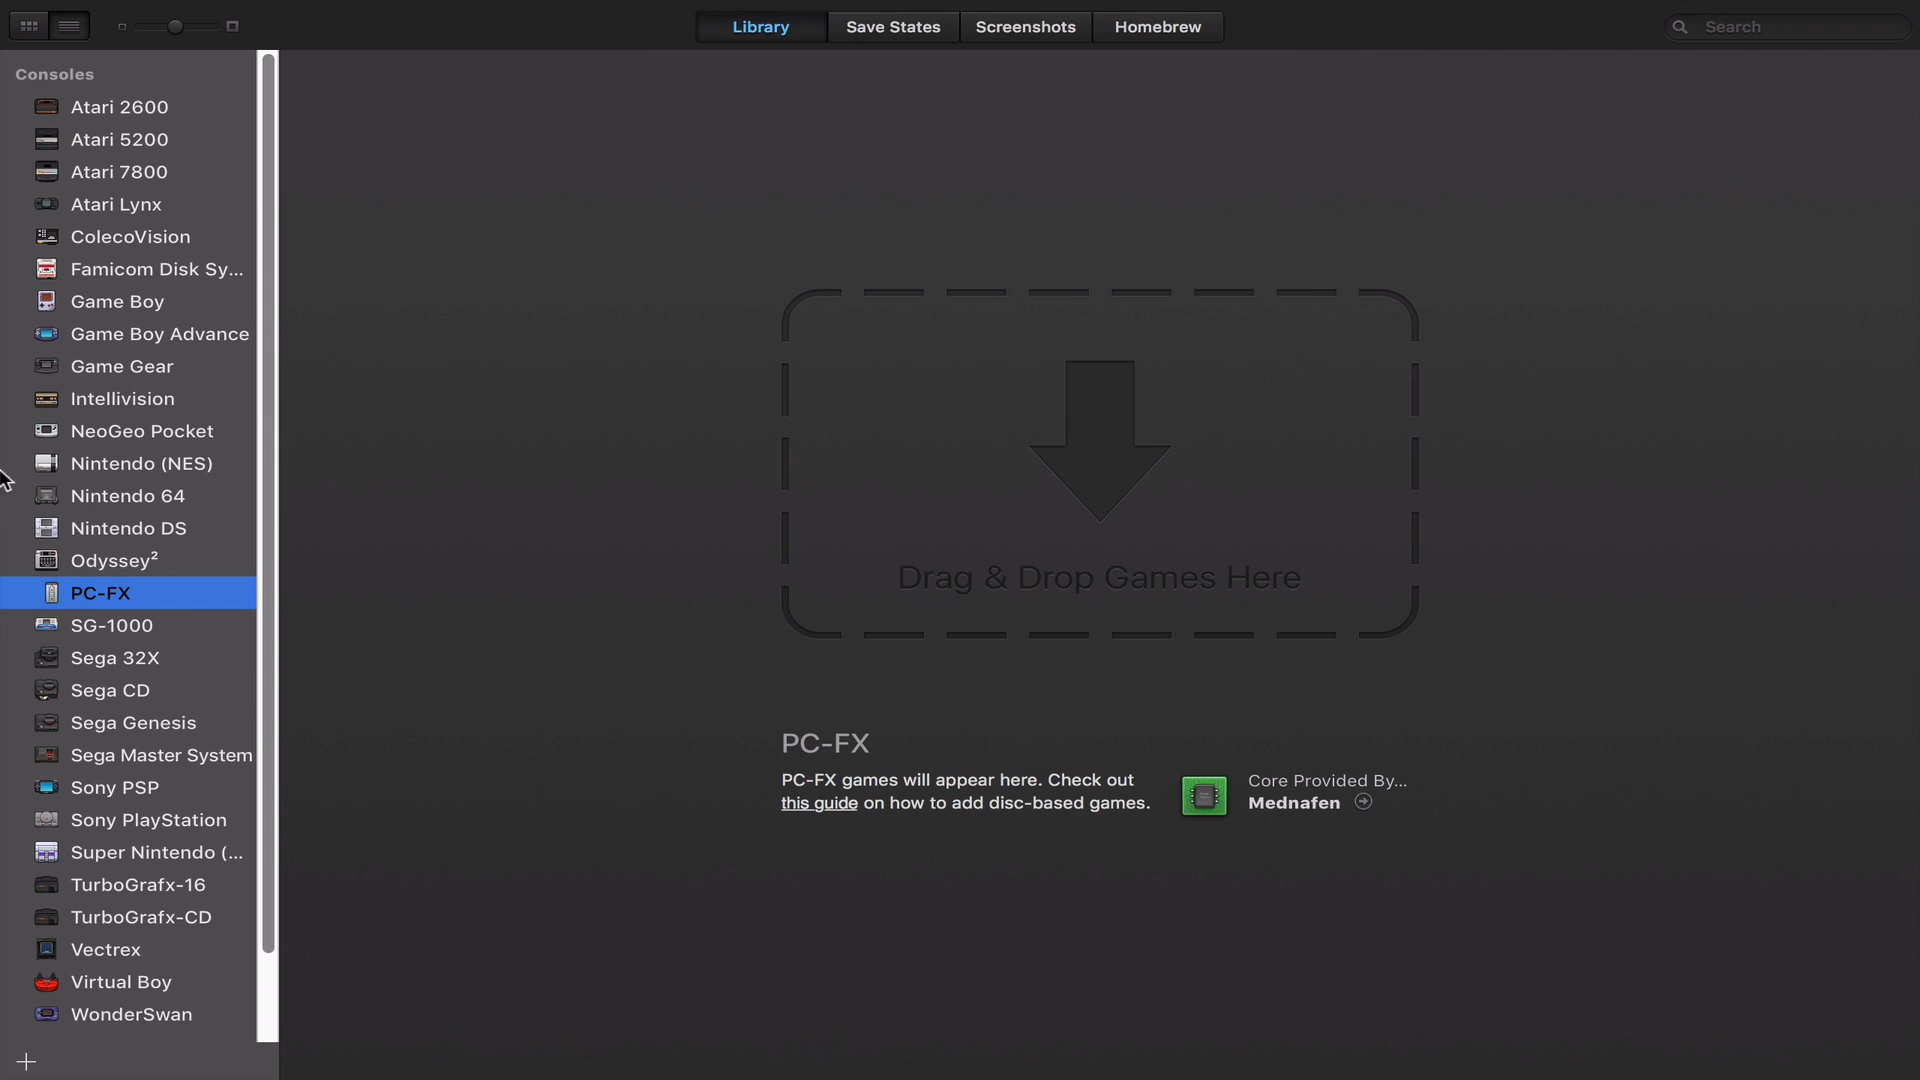 Library
Save States
Screenshots
Homebrew
Search
Consoles
Atari 2600
Atari 5200
Atari 7800
Atari Lynx
ColecoVision
Famicom Disk Sy...
Game Boy
Game Boy Advance
Game Gear
Intellivision
NeoGeo Pocket
Nintendo (NES)
Nintendo 64
Nintendo DS
Odyssey²
PC-FX
SG-1000
Sega 32X
Sega CD
Sega Genesis
Sega Master System
Sony PSP
Sony PlayStation
Super Nintendo (...
TurboGrafx-16
TurboGrafx-CD
Vectrex
Virtual Boy
WonderSwan
Drag & Drop Games Here
PC-FX
PC-FX games will appear here. Check out
this guide on how to add disc-based games.
Core Provided By...
Mednafen